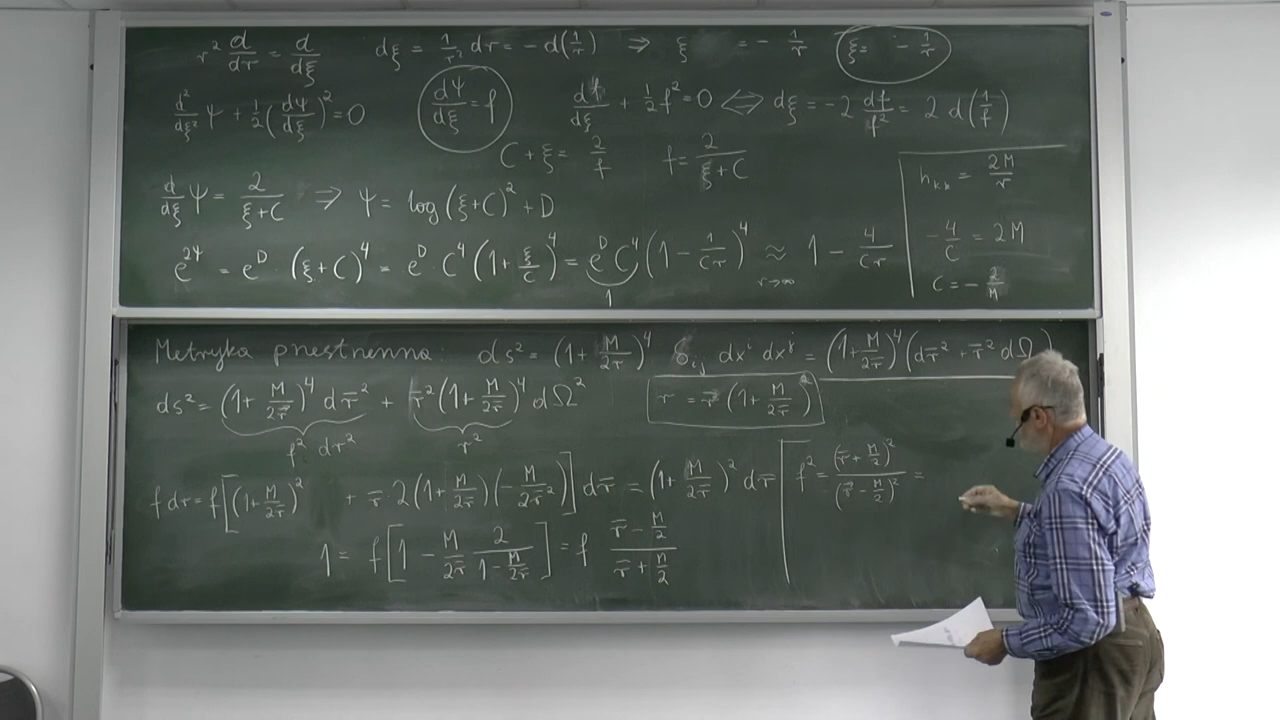 r² d/dr = d/dξ   dξ = 1/r² dr = - d(1/r) ⇒ ξ = - 1/r   ξ = - 1/r
d²/dξ² Ψ + 1/2 (dΨ/dξ)² = 0   dΨ/dξ = f   df/dξ + 1/2 f² = 0 ⇔ dξ = -2 df/f² = 2 d(1/f)
C + ξ = 2/f   f = 2/(ξ+C)
d/dξ Ψ = 2/(ξ+C) ⇒ Ψ = log(ξ+C)² + D
e^{2Ψ} = e^D · (ξ+C)⁴ = e^D · C⁴ (1 + ξ/C)⁴ = e^D C⁴ (1 - 1/(Cr))⁴ ≈ 1 - 4/(Cr)
1   r→∞
h_{kk} = 2M/r
- 4/C = 2M
C = - 2/M
Metryka przestrzenna: ds² = (1 + M/(2r̄))⁴ δ_{ij} dx^i dx^j = (1 + M/(2r̄))⁴ (dr̄² + r̄² dΩ
ds² = (1 + M/(2r̄))⁴ dr̄² + r̄² (1 + M/(2r̄))⁴ dΩ²   r = r̄ (1 + M/(2r̄))²
f² dr²   r²
f dr = f [(1 + M/(2r̄))² + r̄ · 2 (1 + M/(2r̄)) (- M/(2r̄²))] dr̄ = (1 + M/(2r̄))² dr̄
1 = f [1 - M/(2r̄) 2/(1 - M/(2r̄))] = f (r̄ - M/2)/(r̄ + M/2)
f² = (r̄ + M/2)²/(r̄ - M/2)² =